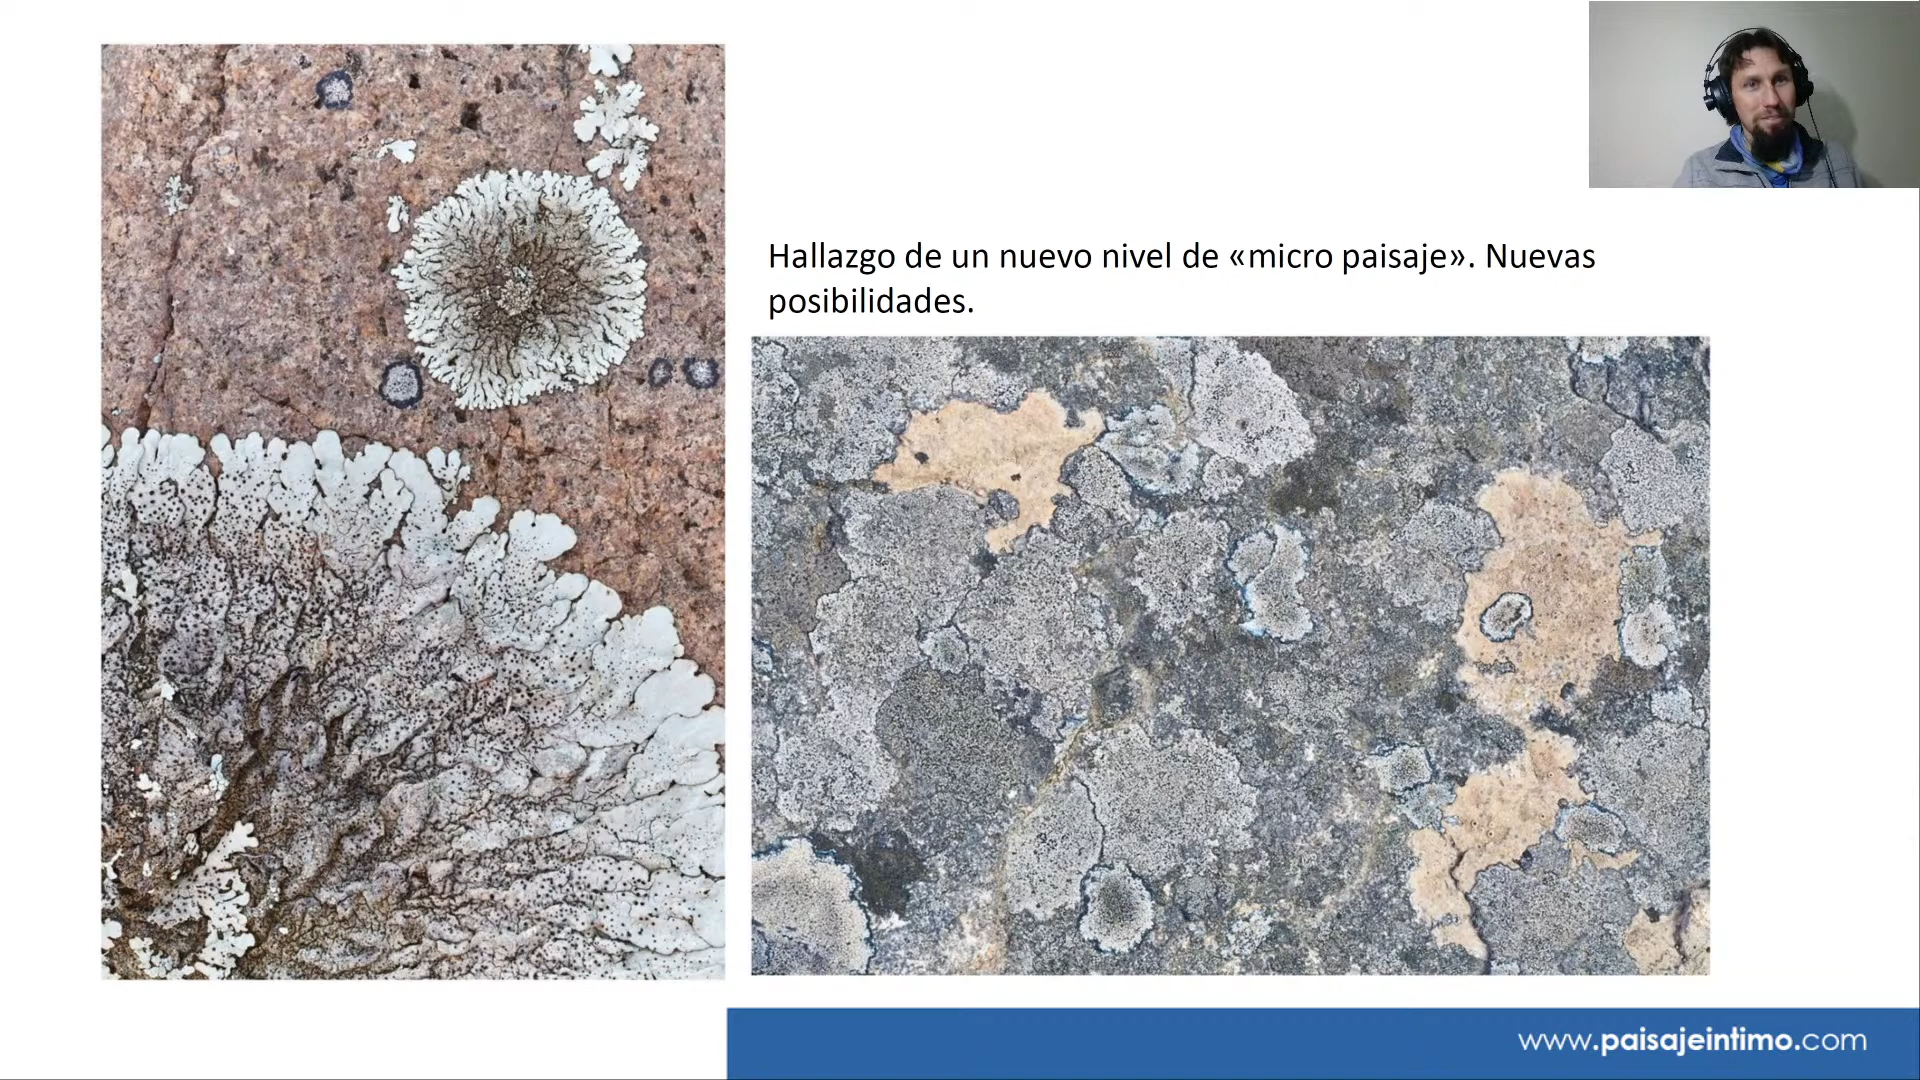 Hallazgo de un nuevo nivel de «micro paisaje». Nuevas
posibilidades.
www.paisajeintimo.com